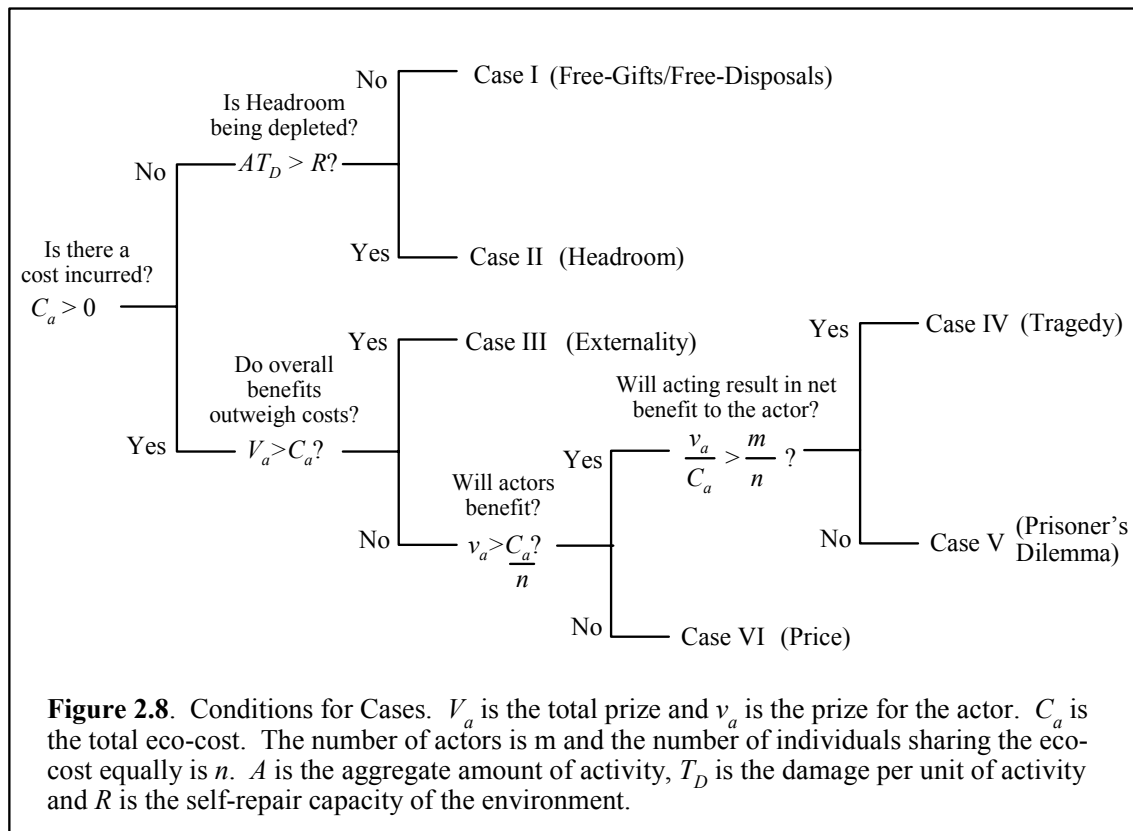 No
Case I (Free-Gifts/Free-Disposals)
Is Headroom
being depleted?
No
AT_D > R?
Yes
Case II (Headroom)
Is there a
cost incurred?
C_a > 0
Yes
Case III (Externality)
Do overall
benefits
outweigh costs?
Yes
V_a>C_a?
No
Will actors
benefit?
v_a>C_a?
n
Yes
Will acting result in net
benefit to the actor?
v_a/C_a > m/n ?
Yes
Case IV (Tragedy)
No
Case V (Prisoner’s
Dilemma)
No
Case VI (Price)
Figure 2.8. Conditions for Cases. V_a is the total prize and v_a is the prize for the actor. C_a is
the total eco-cost. The number of actors is m and the number of individuals sharing the eco-
cost equally is n. A is the aggregate amount of activity, T_D is the damage per unit of activity
and R is the self-repair capacity of the environment.